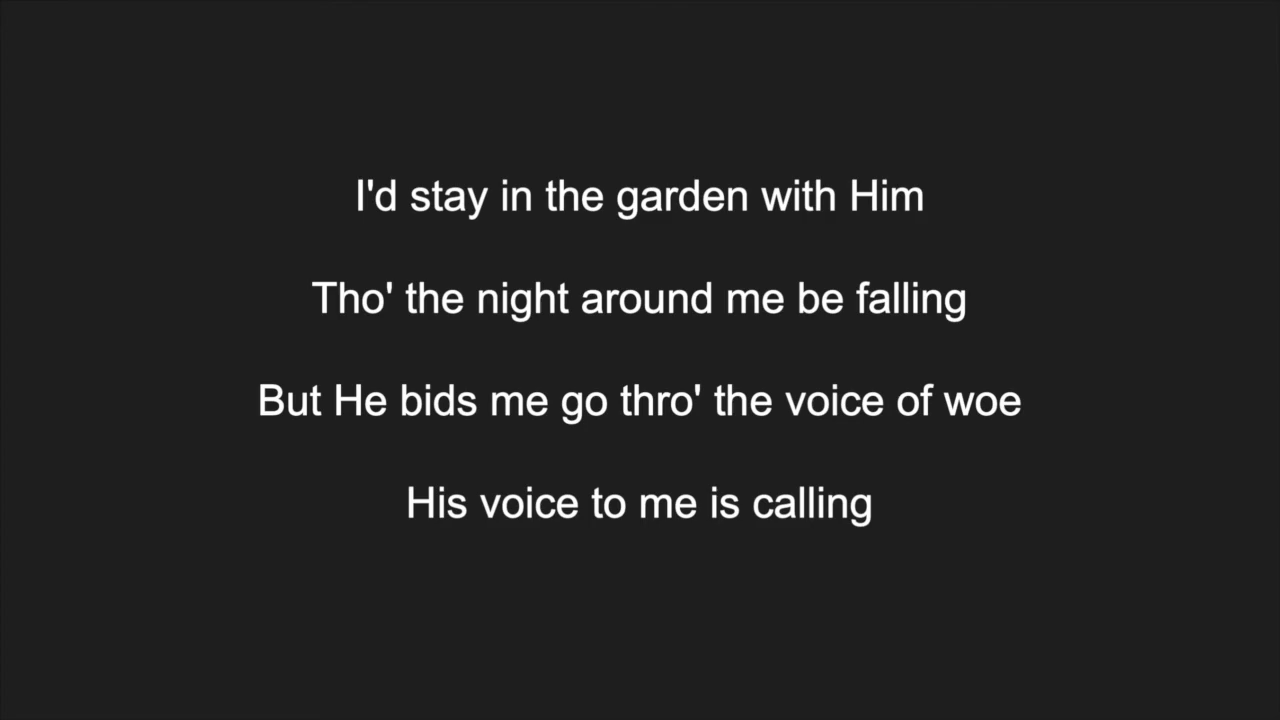 I'd stay in the garden with Him
Tho' the night around me be falling
But He bids me go thro' the voice of woe
His voice to me is calling